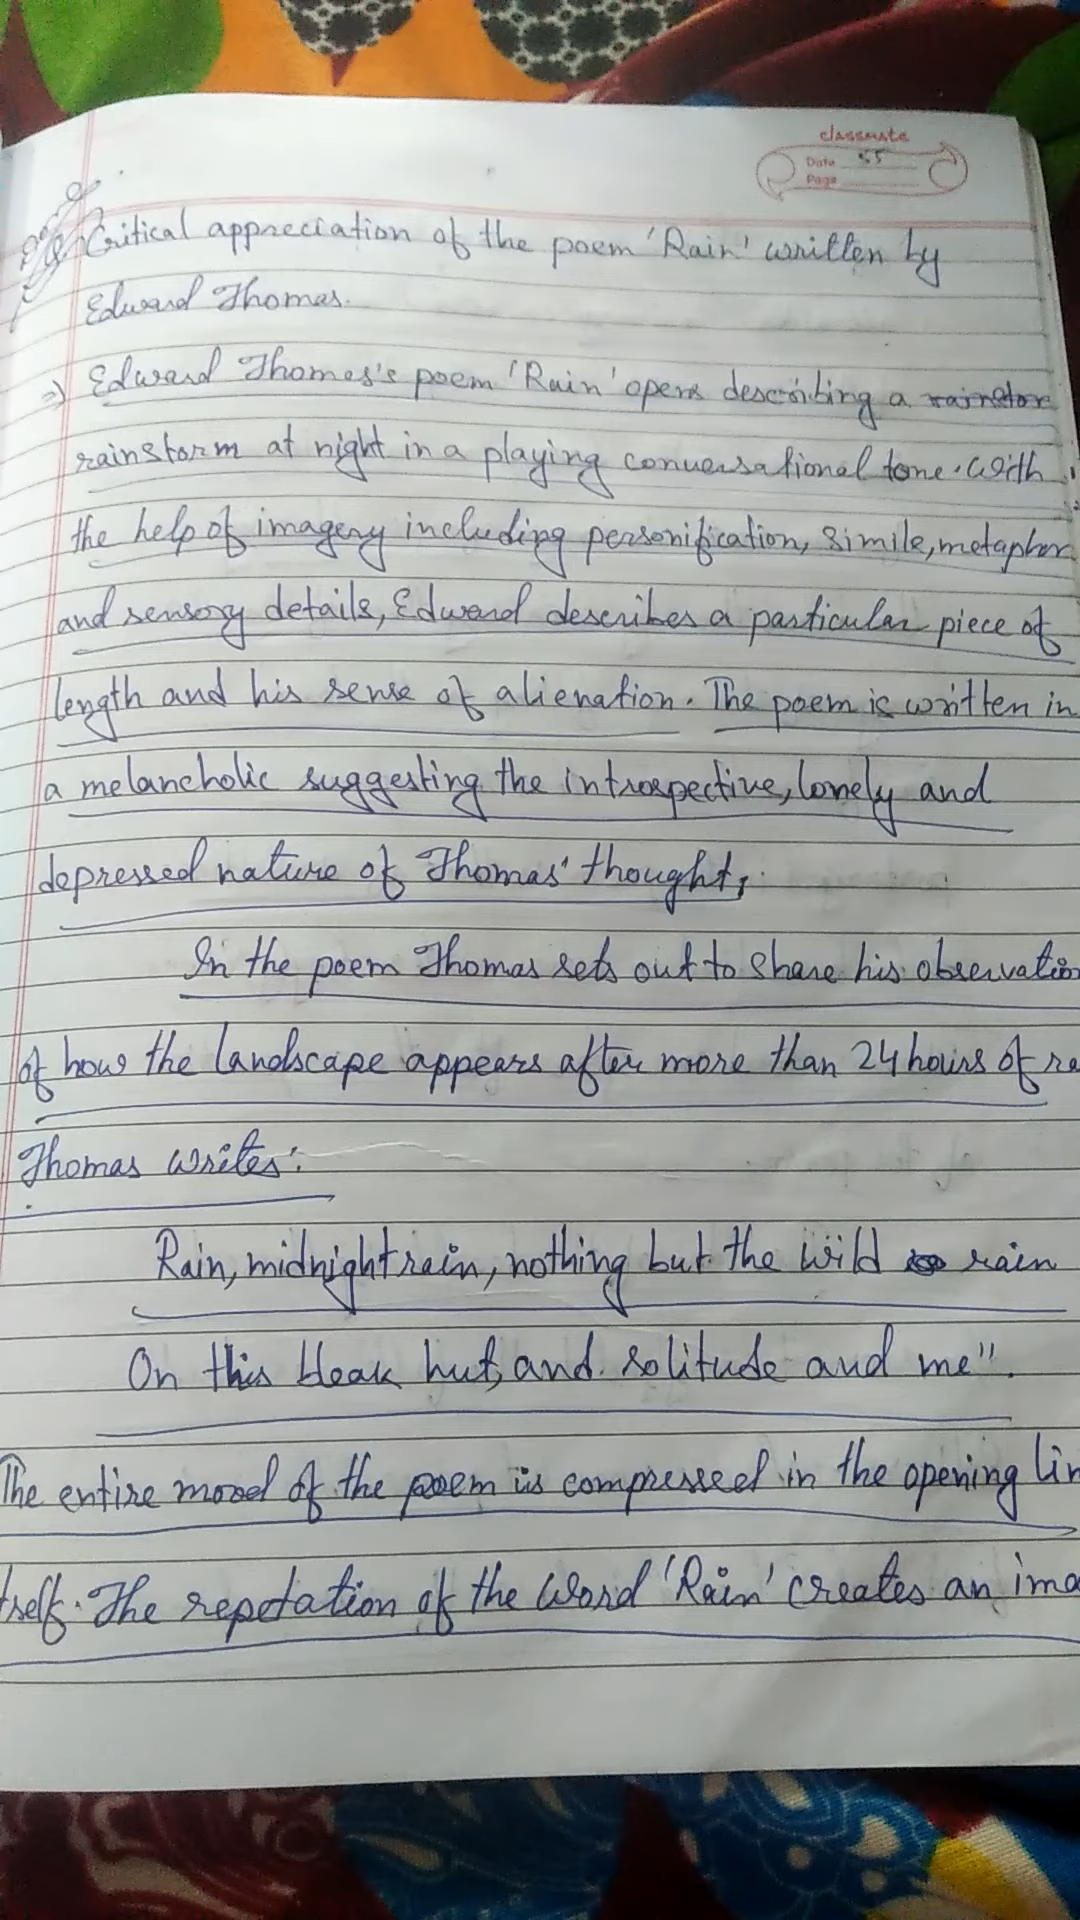 classmate
Date 55
Page
Critical appreciation of the poem 'Rain' written by
Edward Thomas.
⇒ Edward Thomas's poem 'Rain' opens describing a rainstor
rainstorm at night in a playing conversational tone. With
the help of imagery including personification, simile, metaphor
and sensory details, Edward describes a particular piece of
length and his sense of alienation. The poem is written in
a melancholic suggesting the introspective, lonely and
depressed nature of Thomas' thought,
In the poem Thomas sets out to share his observation
of how the landscape appears after more than 24 hours of ra
Thomas writes:
Rain, midnight rain, nothing but the wild rain
On this bleak hut, and solitude and me".
The entire mood of the poem is compressed in the opening lin
tself. The repetation of the word 'Rain' creates an ima